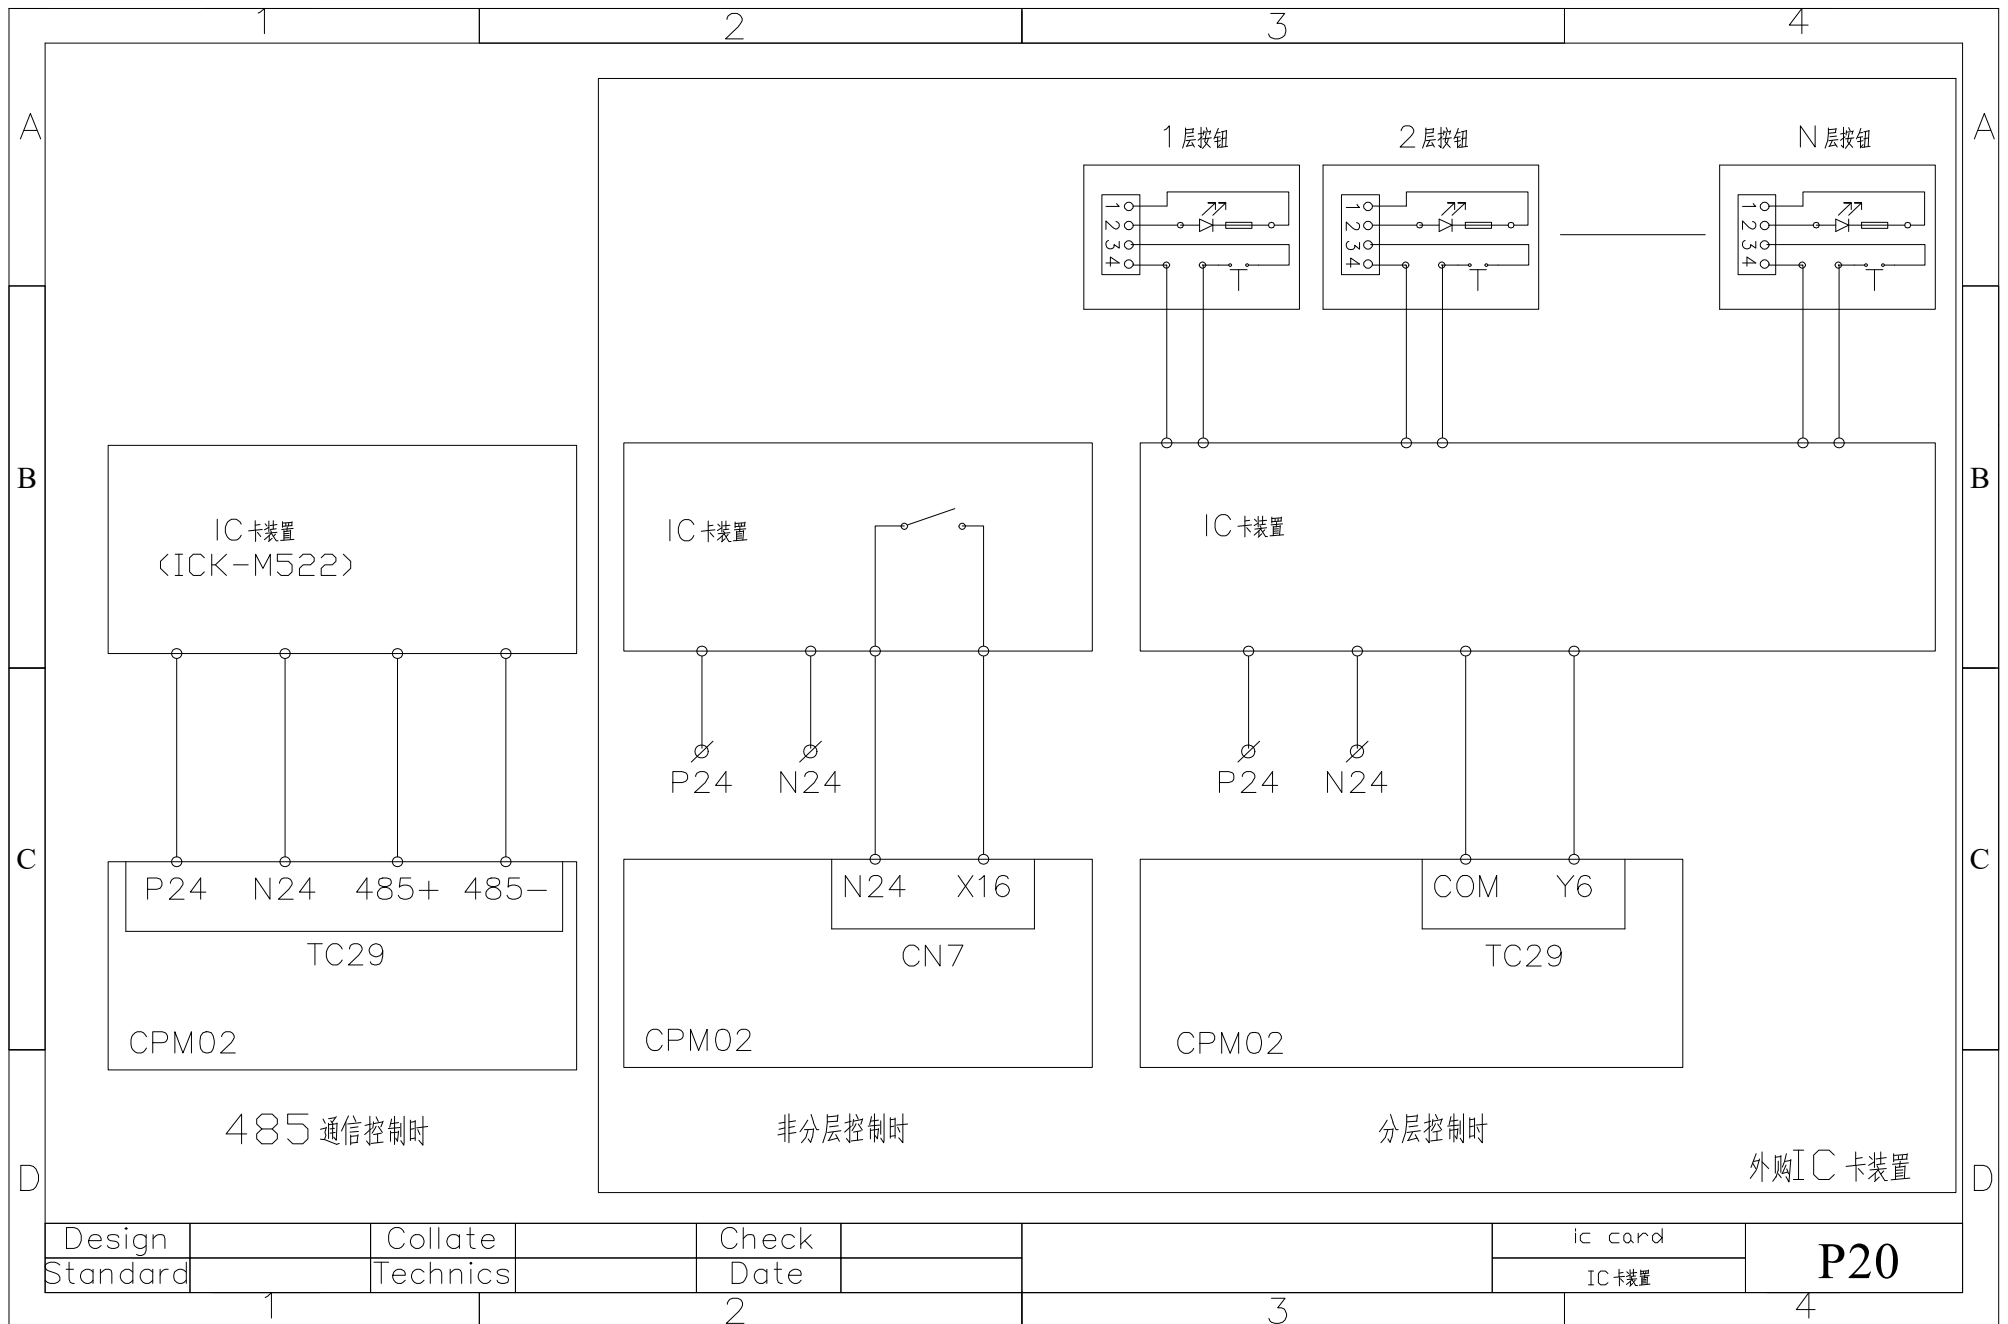 1 2 3 4
A A
1层按钮 2层按钮 N层按钮
1 1 1
2 2 2
3 3 3
4 4 4
B B
IC卡装置 IC卡装置 IC卡装置
(ICK-M522)
P24 N24 P24 N24
C C
P24 N24 485+ 485- N24 X16 COM Y6
TC29 CN7 TC29
CPM02 CPM02 CPM02
485通信控制时 非分层控制时 分层控制时
外购IC卡装置
D D
Design Collate Check ic card
P20
Standard Technics Date IC卡装置
1 2 3 4